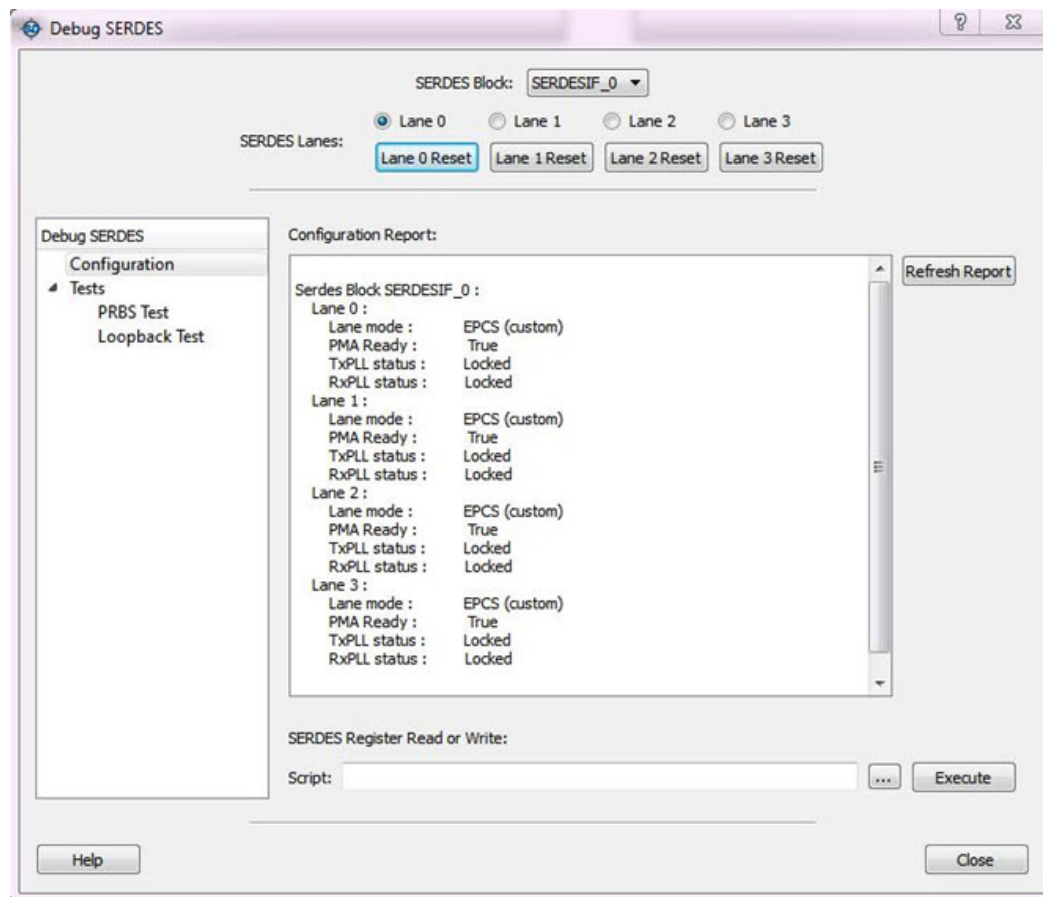 Debug SERDES
SERDES Block: SERDESIF_0
Lane 0 Lane 1 Lane 2 Lane 3
SERDES Lanes:
Lane 0 Reset Lane 1 Reset Lane 2 Reset Lane 3 Reset
Debug SERDES
Configuration
Tests
PRBS Test
Loopback Test
Configuration Report:
Refresh Report
Serdes Block SERDESIF_0 :
Lane 0 :
Lane mode : EPCS (custom)
PMA Ready : True
TxPLL status : Locked
RxPLL status : Locked
Lane 1 :
Lane mode : EPCS (custom)
PMA Ready : True
TxPLL status : Locked
RxPLL status : Locked
Lane 2 :
Lane mode : EPCS (custom)
PMA Ready : True
TxPLL status : Locked
RxPLL status : Locked
Lane 3 :
Lane mode : EPCS (custom)
PMA Ready : True
TxPLL status : Locked
RxPLL status : Locked
SERDES Register Read or Write:
Script: ... Execute
Help Close